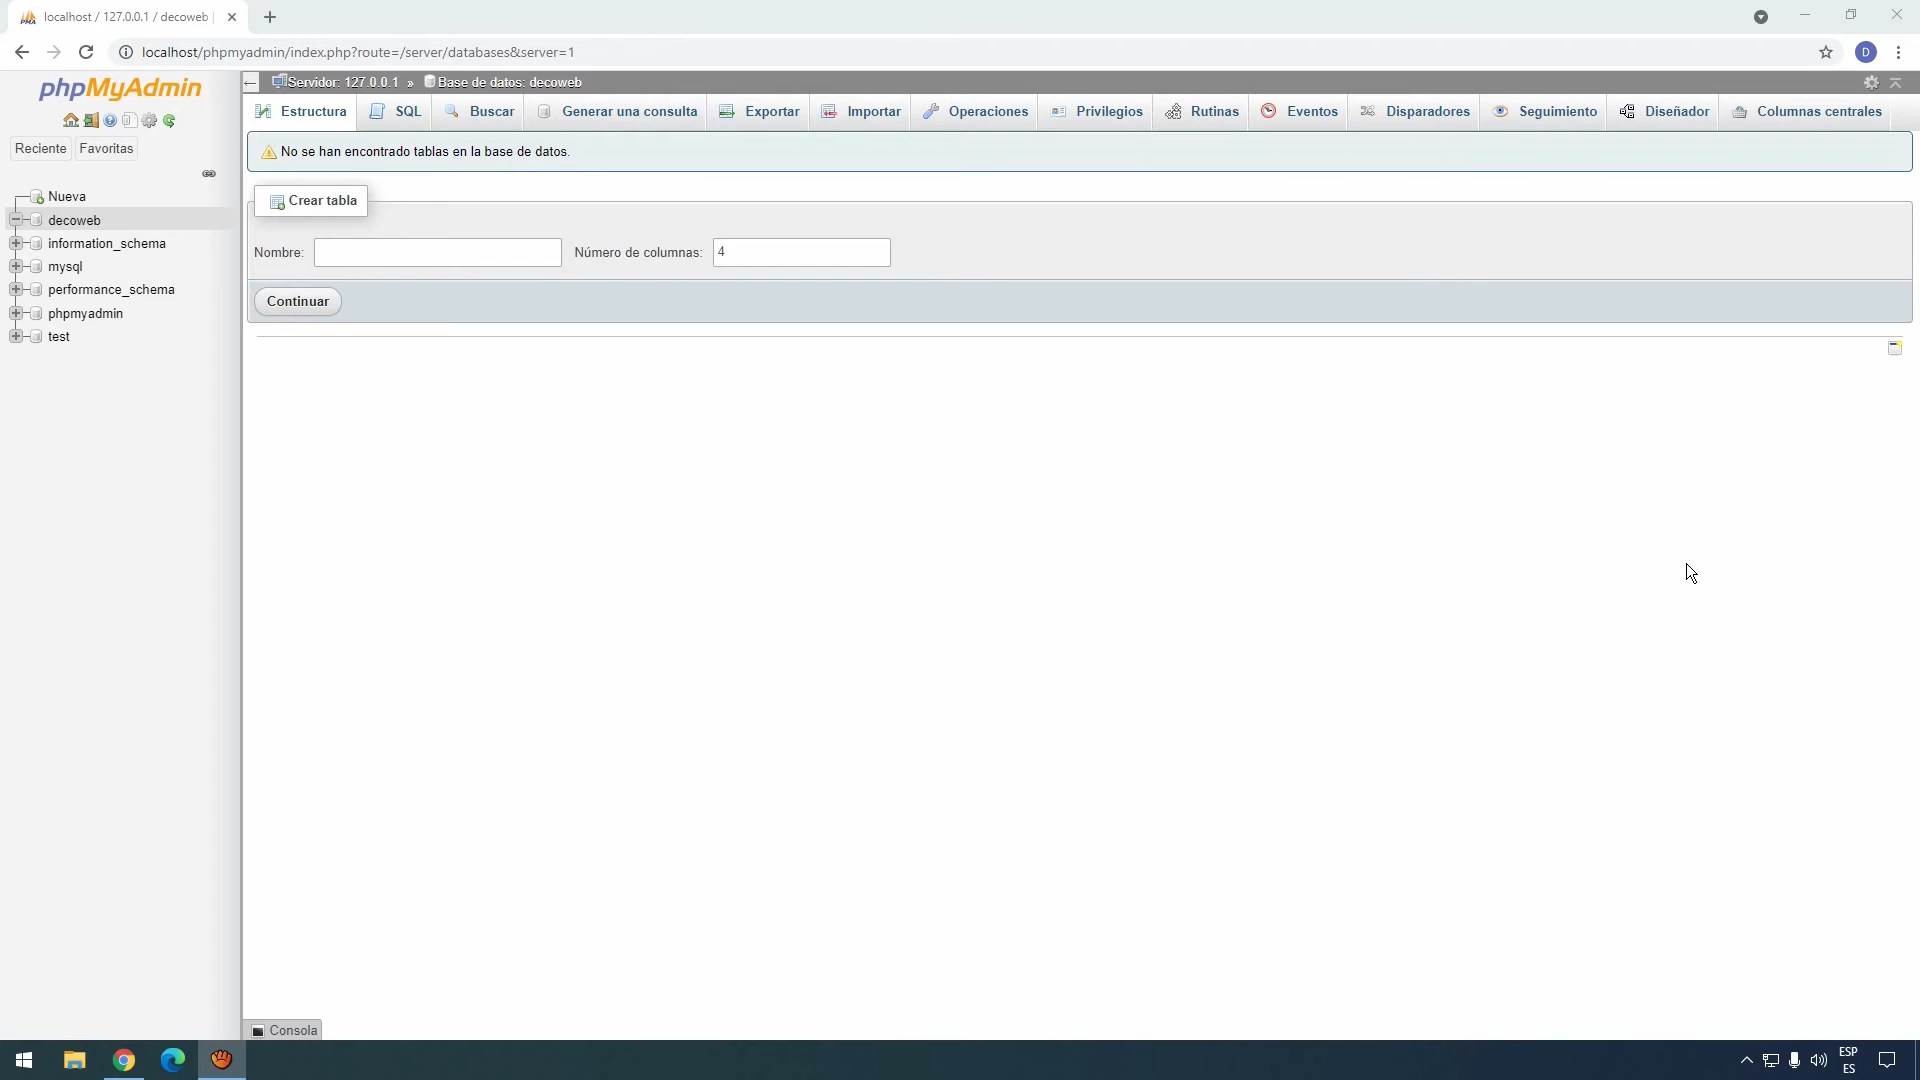 localhost / 127.0.0.1 / decoweb |
localhost/phpmyadmin/index.php?route=/server/databases&server=1
D
phpMyAdmin
Reciente Favoritas
Nueva
decoweb
information_schema
mysql
performance_schema
phpmyadmin
test
Servidor: 127.0.0.1 » Base de datos: decoweb
Estructura SQL Buscar Generar una consulta Exportar Importar Operaciones Privilegios Rutinas Eventos Disparadores Seguimiento Diseñador Columnas centrales
No se han encontrado tablas en la base de datos.
Crear tabla
Nombre: Número de columnas: 4
Continuar
Consola
ESP
ES